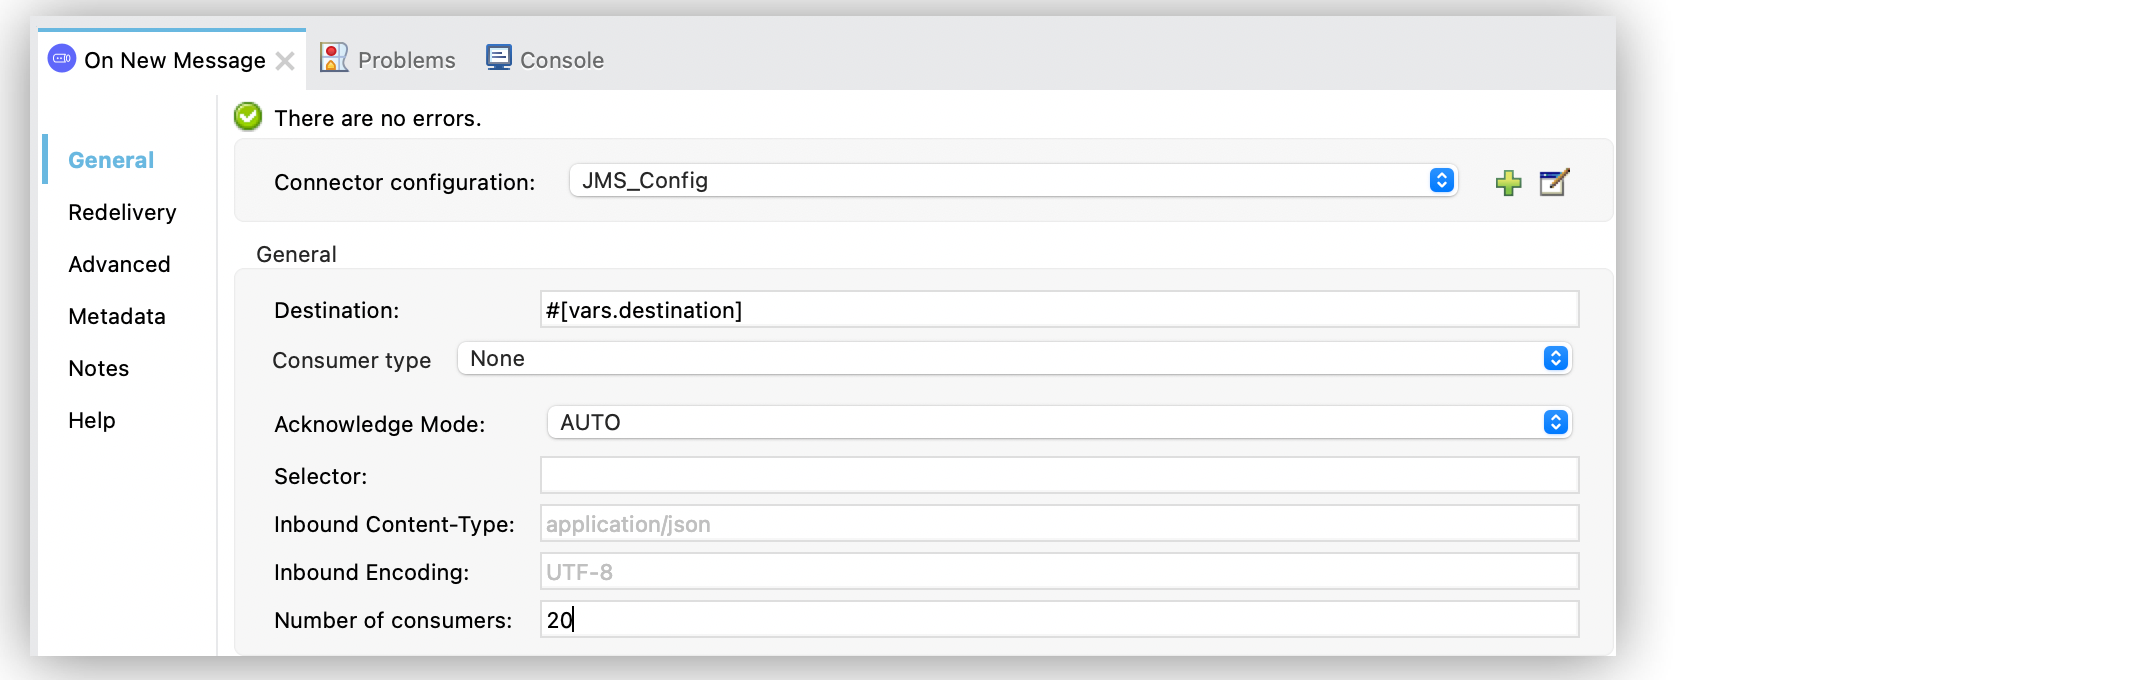 On New Message Problems Console
There are no errors.
General
Connector configuration: JMS_Config
Redelivery
Advanced
Metadata
Notes
Help
General
Destination: #[vars.destination]
Consumer type None
Acknowledge Mode: AUTO
Selector:
Inbound Content-Type: application/json
Inbound Encoding: UTF-8
Number of consumers: 20